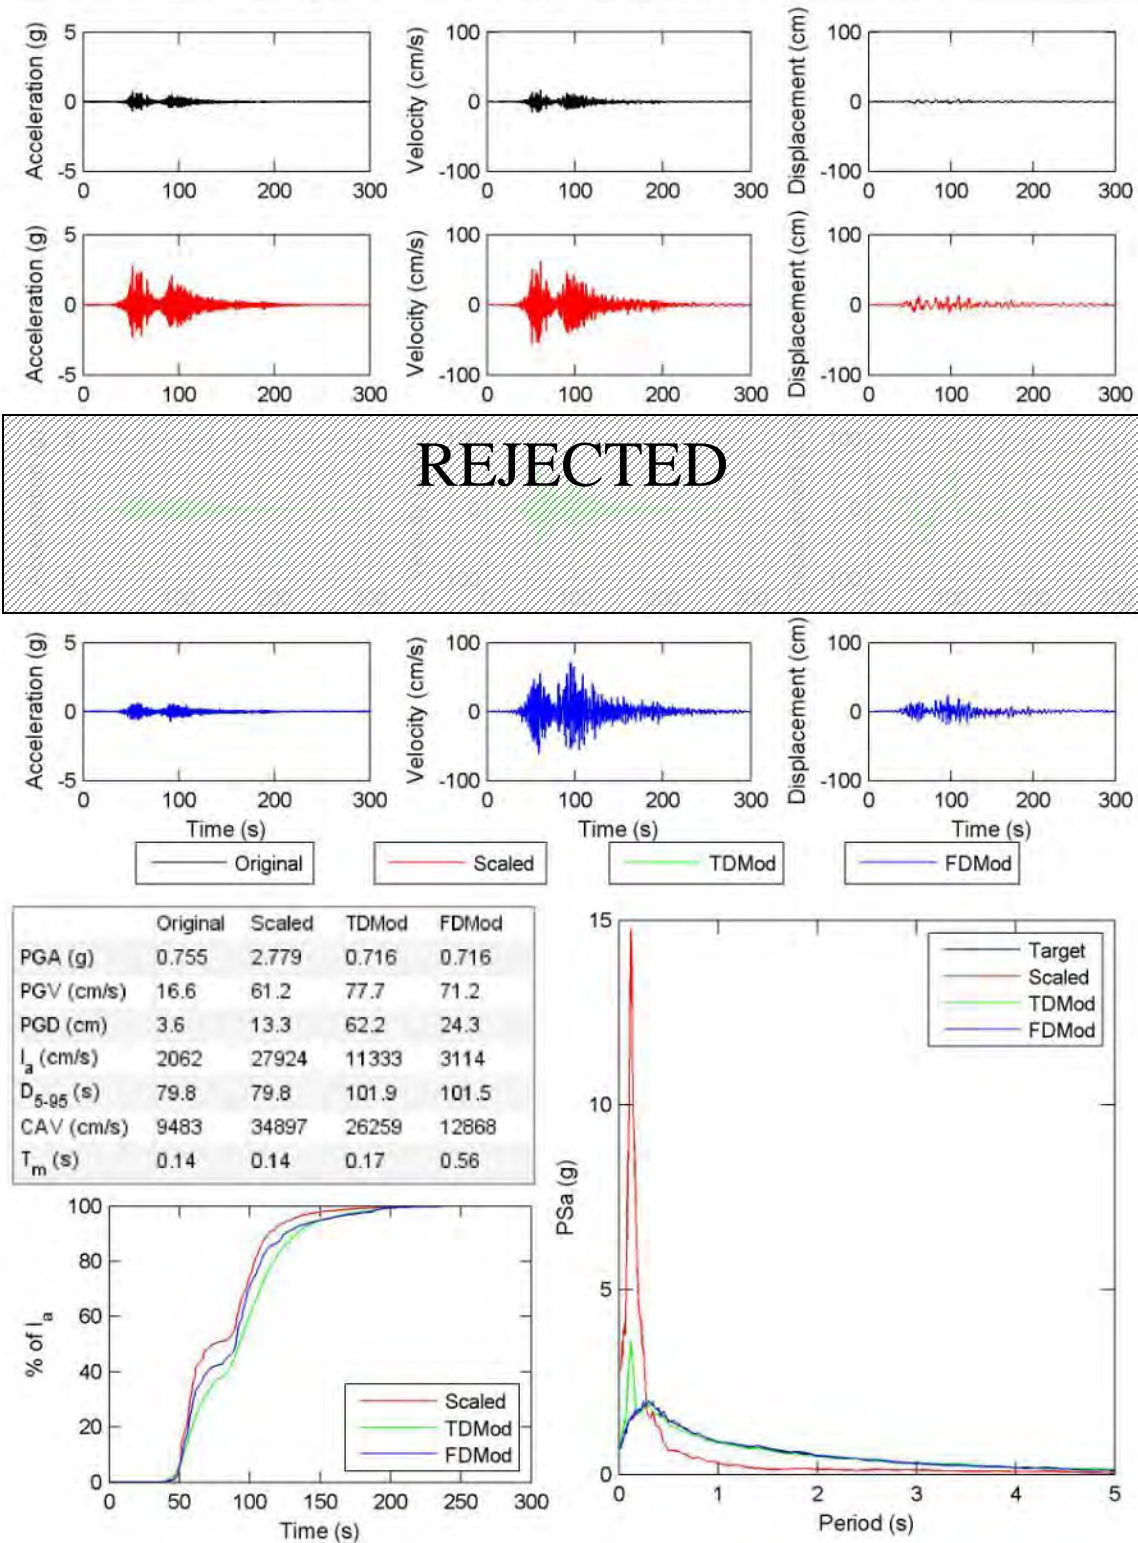 Acceleration (g) 5 0 -5 0 100 200 300
Velocity (cm/s) 100 0 -100 0 100 200 300
Displacement (cm) 100 0 -100 0 100 200 300
Acceleration (g) 5 0 -5 0 100 200 300
Velocity (cm/s) 100 0 -100 0 100 200 300
Displacement (cm) 100 0 -100 0 100 200 300
REJECTED
Acceleration (g) 5 0 -5 0 100 200 300
Time (s)
Velocity (cm/s) 100 0 -100 0 100 200 300
Time (s)
Displacement (cm) 100 0 -100 0 100 200 300
Time (s)
Original Scaled TDMod FDMod
Original Scaled TDMod FDMod
PGA (g) 0.755 2.779 0.716 0.716
PGV (cm/s) 16.6 61.2 77.7 71.2
PGD (cm) 3.6 13.3 62.2 24.3
Ia (cm/s) 2062 27924 11333 3114
D5-95 (s) 79.8 79.8 101.9 101.5
CAV (cm/s) 9483 34897 26259 12868
Tm (s) 0.14 0.14 0.17 0.56
% of Ia
100
80
60
40
20
0
0 50 100 150 200 250 300
Time (s)
Scaled
TDMod
FDMod
PSa (g)
15
10
5
0
0 1 2 3 4 5
Period (s)
Target
Scaled
TDMod
FDMod